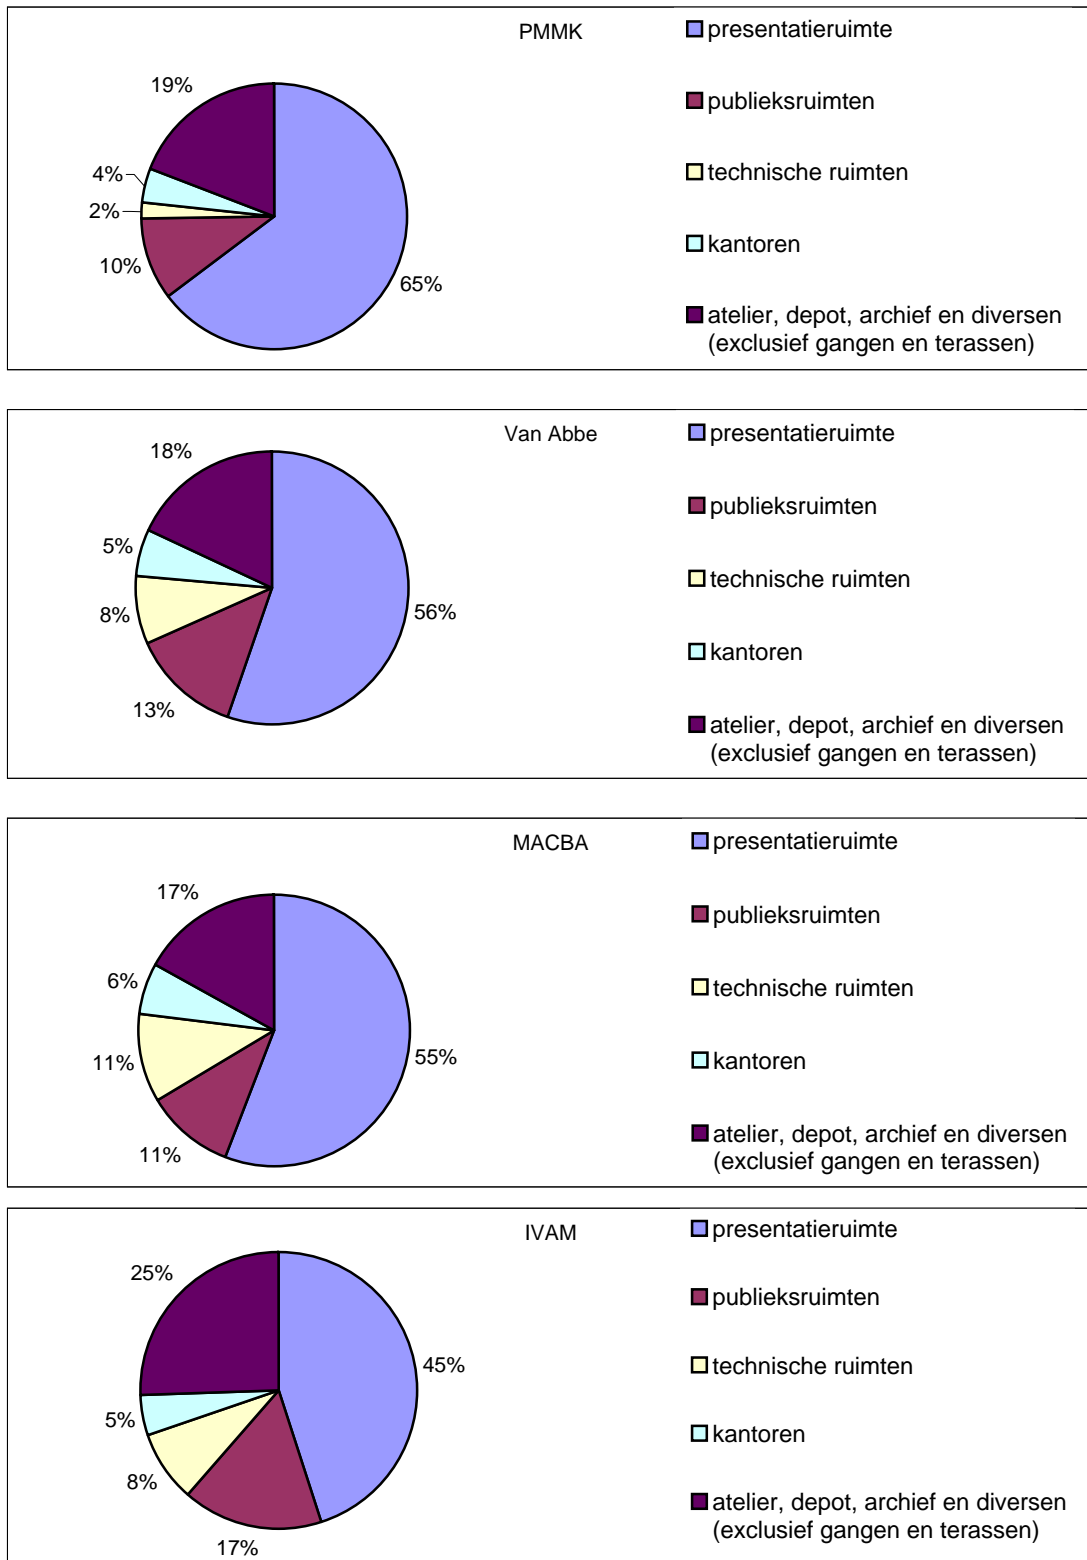 PMMK
19%
4%
2%
10%
65%
presentatieruimte
publieksruimten
technische ruimten
kantoren
atelier, depot, archief en diversen
(exclusief gangen en terassen)
Van Abbe
18%
5%
8%
13%
56%
presentatieruimte
publieksruimten
technische ruimten
kantoren
atelier, depot, archief en diversen
(exclusief gangen en terassen)
MACBA
17%
6%
11%
11%
55%
presentatieruimte
publieksruimten
technische ruimten
kantoren
atelier, depot, archief en diversen
(exclusief gangen en terassen)
IVAM
25%
5%
8%
17%
45%
presentatieruimte
publieksruimten
technische ruimten
kantoren
atelier, depot, archief en diversen
(exclusief gangen en terassen)